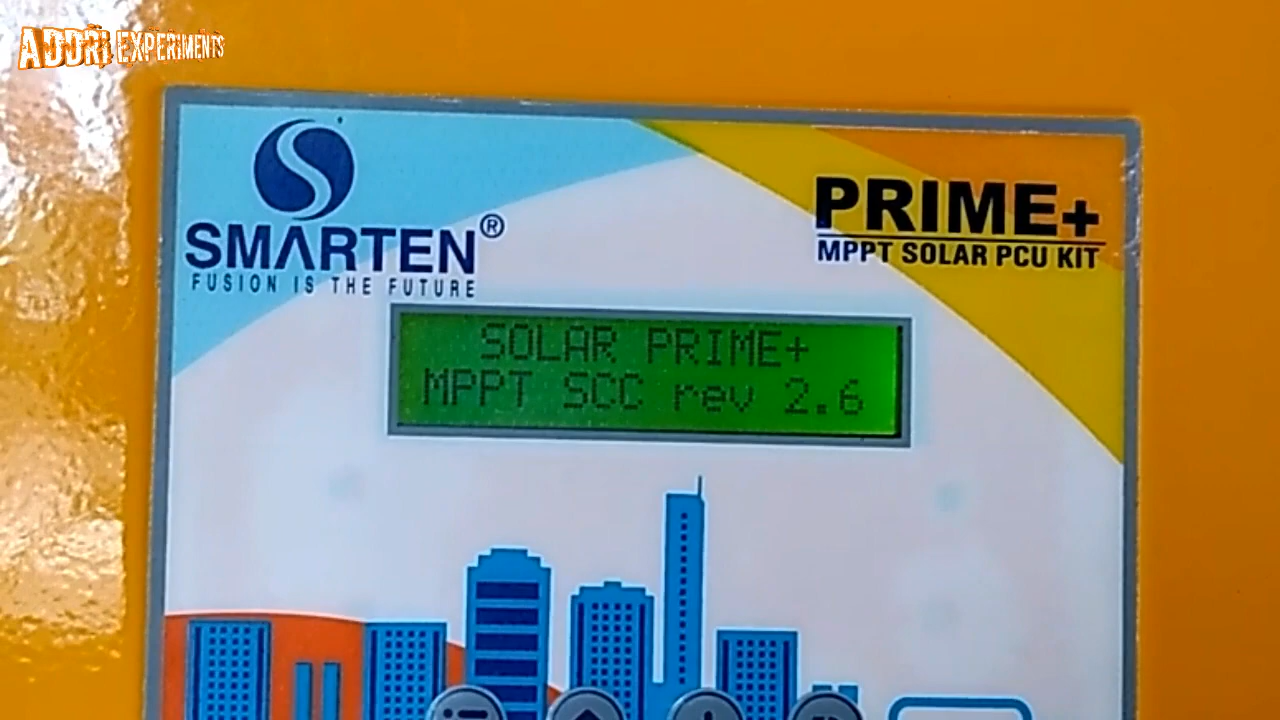 ADDRI EXPERIMENTS
SMARTEN®
FUSION IS THE FUTURE
PRIME+
MPPT SOLAR PCU KIT
SOLAR PRIME+
MPPT SCC rev 2.6